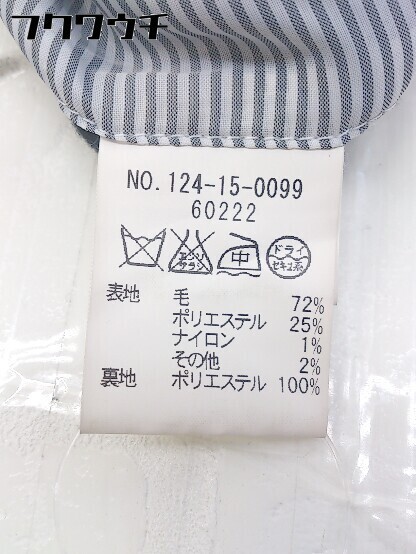 フクワウチ
NO. 124-15-0099
60222
エンソ サラシ 中 ドライ セキユ系
表地 毛 72%
ポリエステル 25%
ナイロン 1%
その他 2%
裏地 ポリエステル 100%